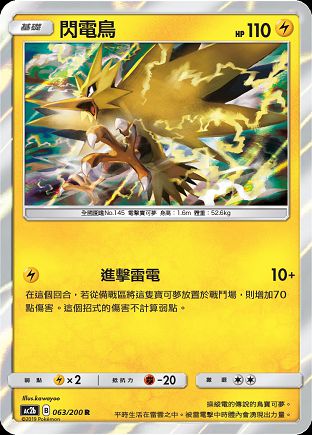 基礎 閃電鳥 HP 110
全國圖鑑No.145 電擊寶可夢 身高:1.6m 體重:52.6kg
進擊雷電 10+
在這個回合,若從備戰區將這隻寶可夢放置於戰鬥場,則增加70
點傷害。這個招式的傷害不計算弱點。
弱點 ×2 抵抗力 -20 撤退
Illus.kawayoo
AC2b B 063/200 R
©2019 Pokémon
操縱電的傳說的鳥寶可夢。
平時生活在雷雲之中。被雷電擊中時體內會湧現出力量。